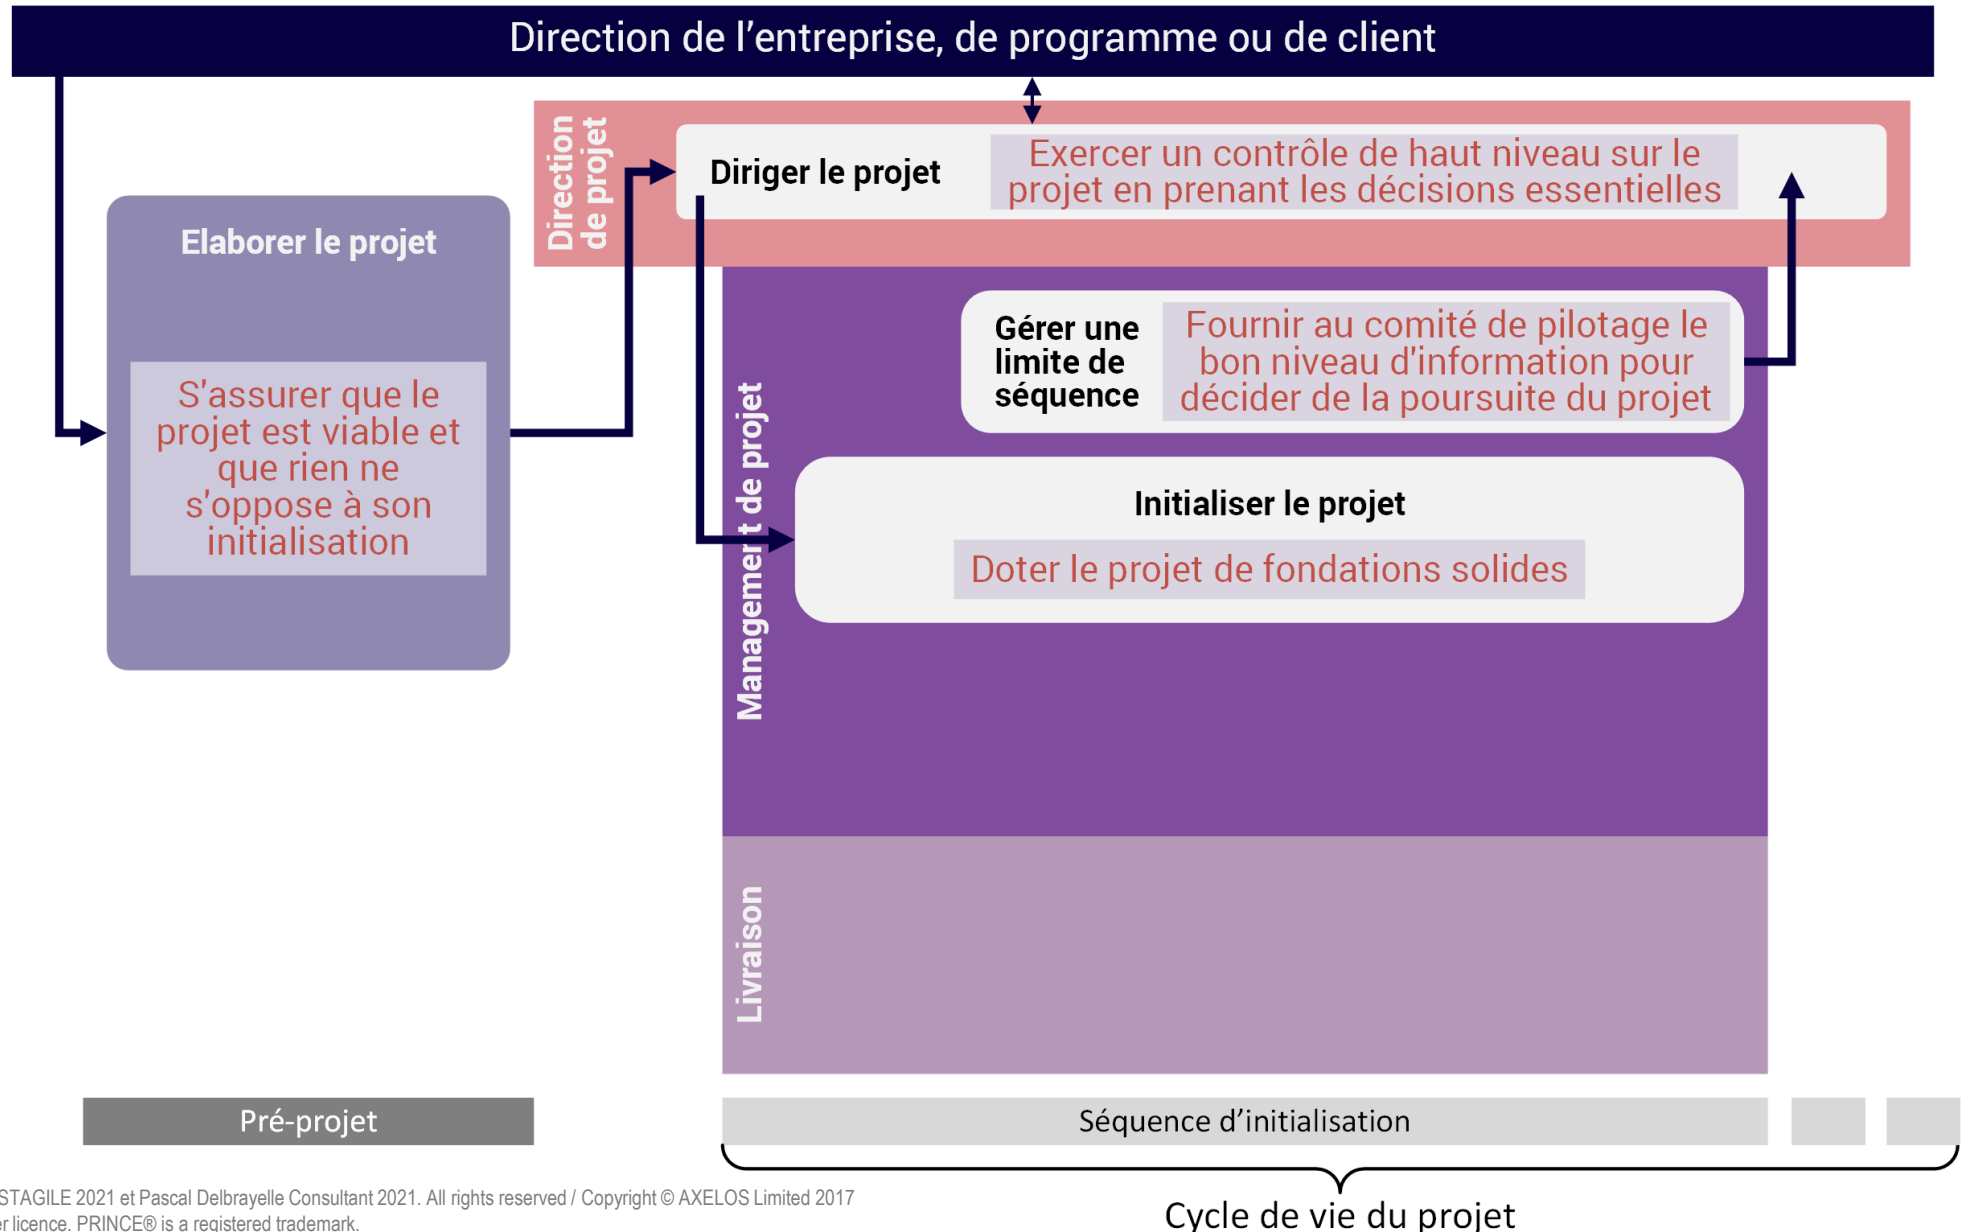 Direction de l'entreprise, de programme ou de client
Direction
de projet
Diriger le projet
Exercer un contrôle de haut niveau sur le
projet en prenant les décisions essentielles
Elaborer le projet
S'assurer que le
projet est viable et
que rien ne
s'oppose à son
initialisation
Management de projet
Gérer une
limite de
séquence
Fournir au comité de pilotage le
bon niveau d'information pour
décider de la poursuite du projet
Initialiser le projet
Doter le projet de fondations solides
Livraison
Pré-projet
Séquence d'initialisation
STAGILE 2021 et Pascal Delbrayelle Consultant 2021. All rights reserved / Copyright © AXELOS Limited 2017
licence. PRINCE® is a registered trademark.
Cycle de vie du projet